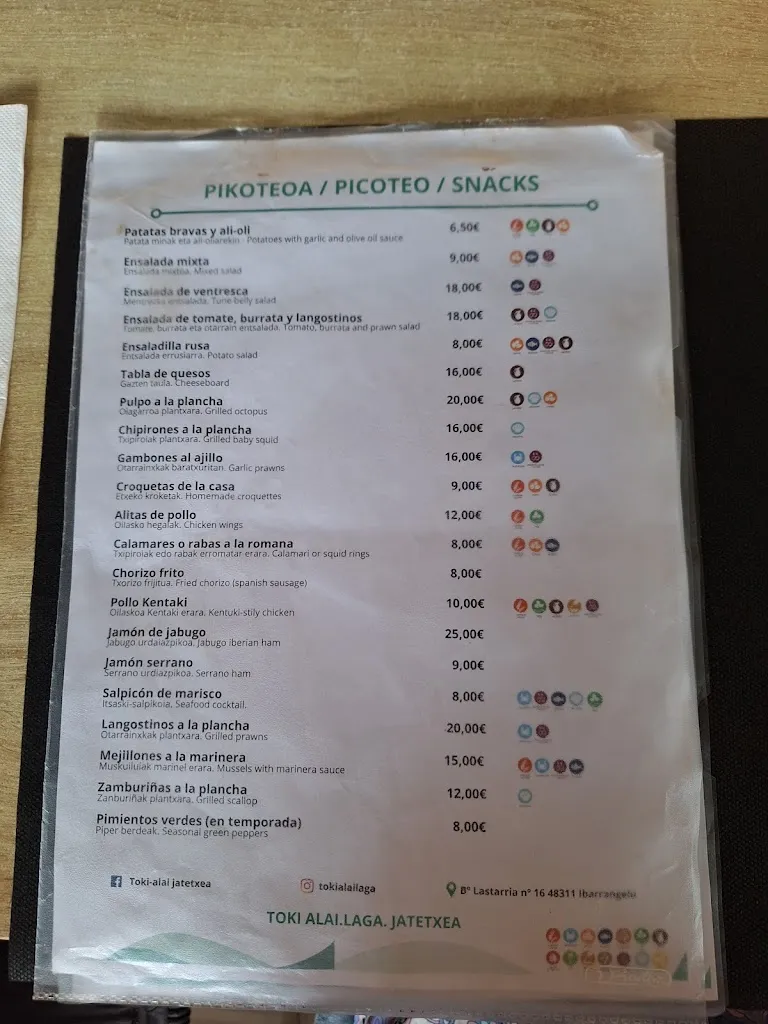 PIKOTEOA / PICOTEO / SNACKS
Patatas bravas y ali-oli 6,50€
Patata minak eta ali-oliarekin. Potatoes with garlic and olive oil sauce
Ensalada mixta 9,00€
Entsalada mixtoa. Mixed salad
Ensalada de ventresca 18,00€
Mentreska entsalada. Tune belly salad
Ensalada de tomate, burrata y langostinos 18,00€
Tomate, burrata eta otarrain entsalada. Tomato, burrata and prawn salad
Ensaladilla rusa 8,00€
Entsalada errusiarra. Potato salad
Tabla de quesos 16,00€
Gazten taula. Cheeseboard
Pulpo a la plancha 20,00€
Olagarroa plantxara. Grilled octopus
Chipirones a la plancha 16,00€
Txipiroiak plantxara. Grilled baby squid
Gambones al ajillo 16,00€
Otarrainxkak baratxuritan. Garlic prawns
Croquetas de la casa 9,00€
Etxeko kroketak. Homemade croquettes
Alitas de pollo 12,00€
Oilasko hegalak. Chicken wings
Calamares o rabas a la romana 8,00€
Txipiroiak edo rabak erromatar erara. Calamari or squid rings
Chorizo frito 8,00€
Txorizo frijitua. Fried chorizo (spanish sausage)
Pollo Kentaki 10,00€
Oilaskoa Kentaki erara. Kentuki-stily chicken
Jamón de jabugo 25,00€
Jabugo urdaiazpikoa. Jabugo iberian ham
Jamón serrano 9,00€
Serrano urdiazpikoa. Serrano ham
Salpicón de marisco 8,00€
Itsaski-salpikoia. Seafood cocktail.
Langostinos a la plancha 20,00€
Otarrainxkak plantxara. Grilled prawns
Mejillones a la marinera 15,00€
Muskuiluiak marinel erara. Mussels with marinera sauce
Zamburiñas a la plancha 12,00€
Zanburiñak plantxara. Grilled scallop
Pimientos verdes (en temporada) 8,00€
Piper berdeak. Seasonal green peppers
Toki-alai jatetxea tokialailaga Bº Lastarria nº 16 48311 Ibarrangelu
TOKI ALAI.LAGA. JATETXEA